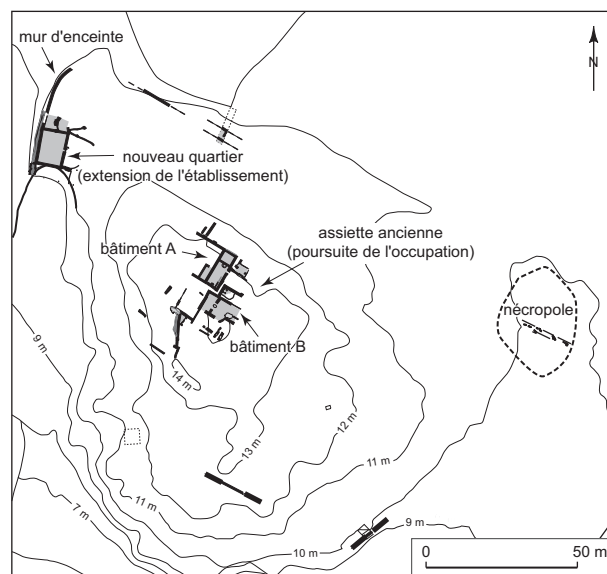 mur d'enceinte
N
nouveau quartier
(extension de l'établissement)
assiette ancienne
(poursuite de l'occupation)
bâtiment A
nécropole
bâtiment B
9 m
14 m
13 m
12 m
11 m
11 m
7 m
9 m
10 m
0 50 m